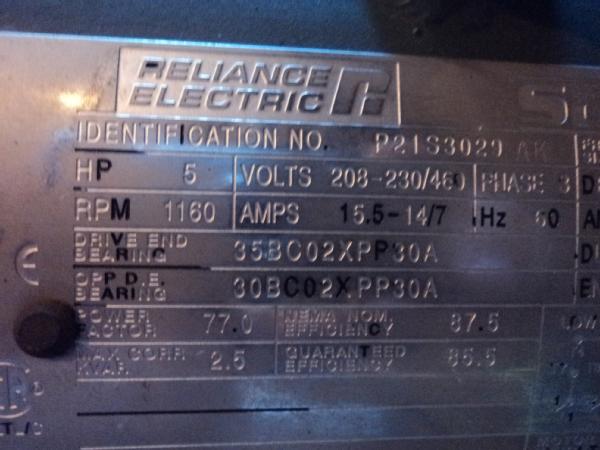 RELIANCE
ELECTRIC
IDENTIFICATION NO. P21S3029 AK
HP 5 VOLTS 208-230/460 PHASE 3
RPM 1160 AMPS 15.5-14/7 Hz 60
DRIVE END
BEARING 35BC02XPP30A
OPP D.E.
BEARING 30BC02XPP30A
POWER
FACTOR 77.0 NEMA NOM.
EFFICIENCY 87.5
MAX CORR
KVAR 2.5 GUARANTEED
EFFICIENCY 85.5